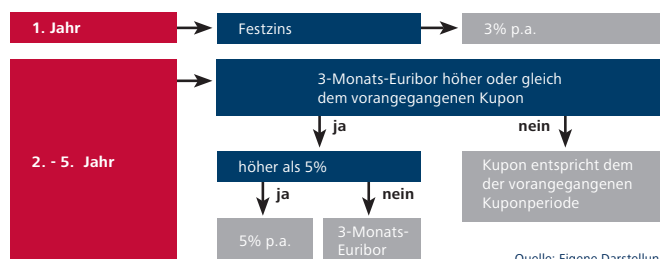 1. Jahr
Festzins
3% p.a.
2. - 5. Jahr
3-Monats-Euribor höher oder gleich
dem vorangegangenen Kupon
ja
nein
höher als 5%
Kupon entspricht dem
der vorangegangenen
Kuponperiode
ja
nein
5% p.a.
3-Monats-
Euribor
Quelle: Eigene Darstellun